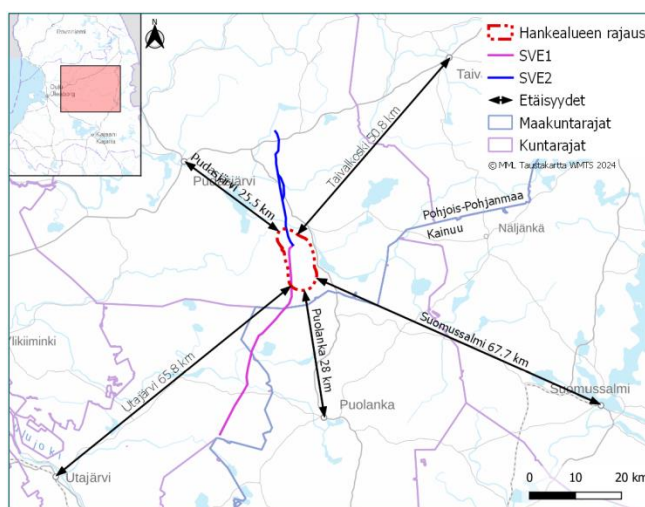 Hankealueen rajaus
SVE1
SVE2
Etäisyydet
Maakuntarajat
Kuntarajat
© MML Taustakartta WMTS 2024
Taivalkoski 50.8 km
Pudasjärvi
Pudasjärvi 25.5 km
Pohjois-Pohjanmaa
Kainuu
Näljänkä
Ylikiiminki
Utajärvi 65.8 km
Puolanka 28 km
Suomussalmi 67.7 km
Puolanka
Suomussalmi
Utajärvi
0 10 20 km